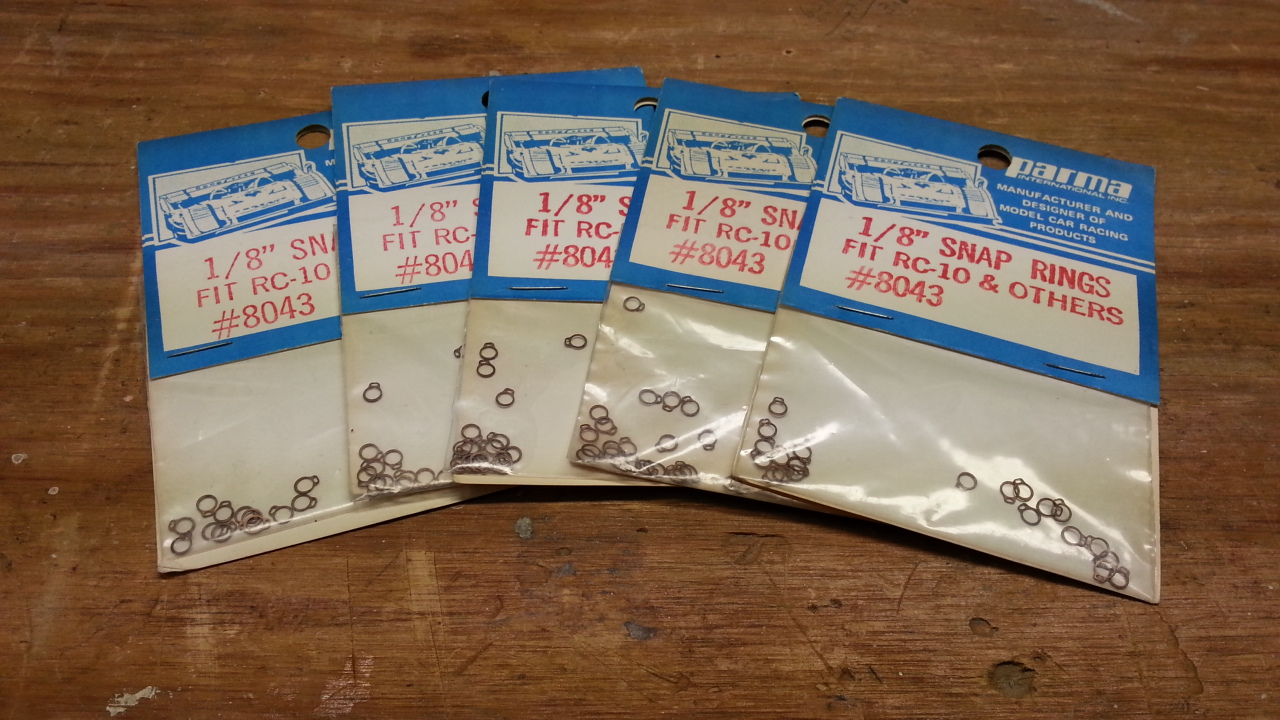 1/8" SNA
FIT RC-10
#8043
1/8" S
FIT RC-
#804
1/8" S
FIT RC-
#804
1/8" SN
FIT RC-10
#8043
parma
INTERNATIONAL INC.
MANUFACTURER AND
DESIGNER OF
MODEL CAR RACING
PRODUCTS
1/8" SNAP RINGS
FIT RC-10 & OTHERS
#8043